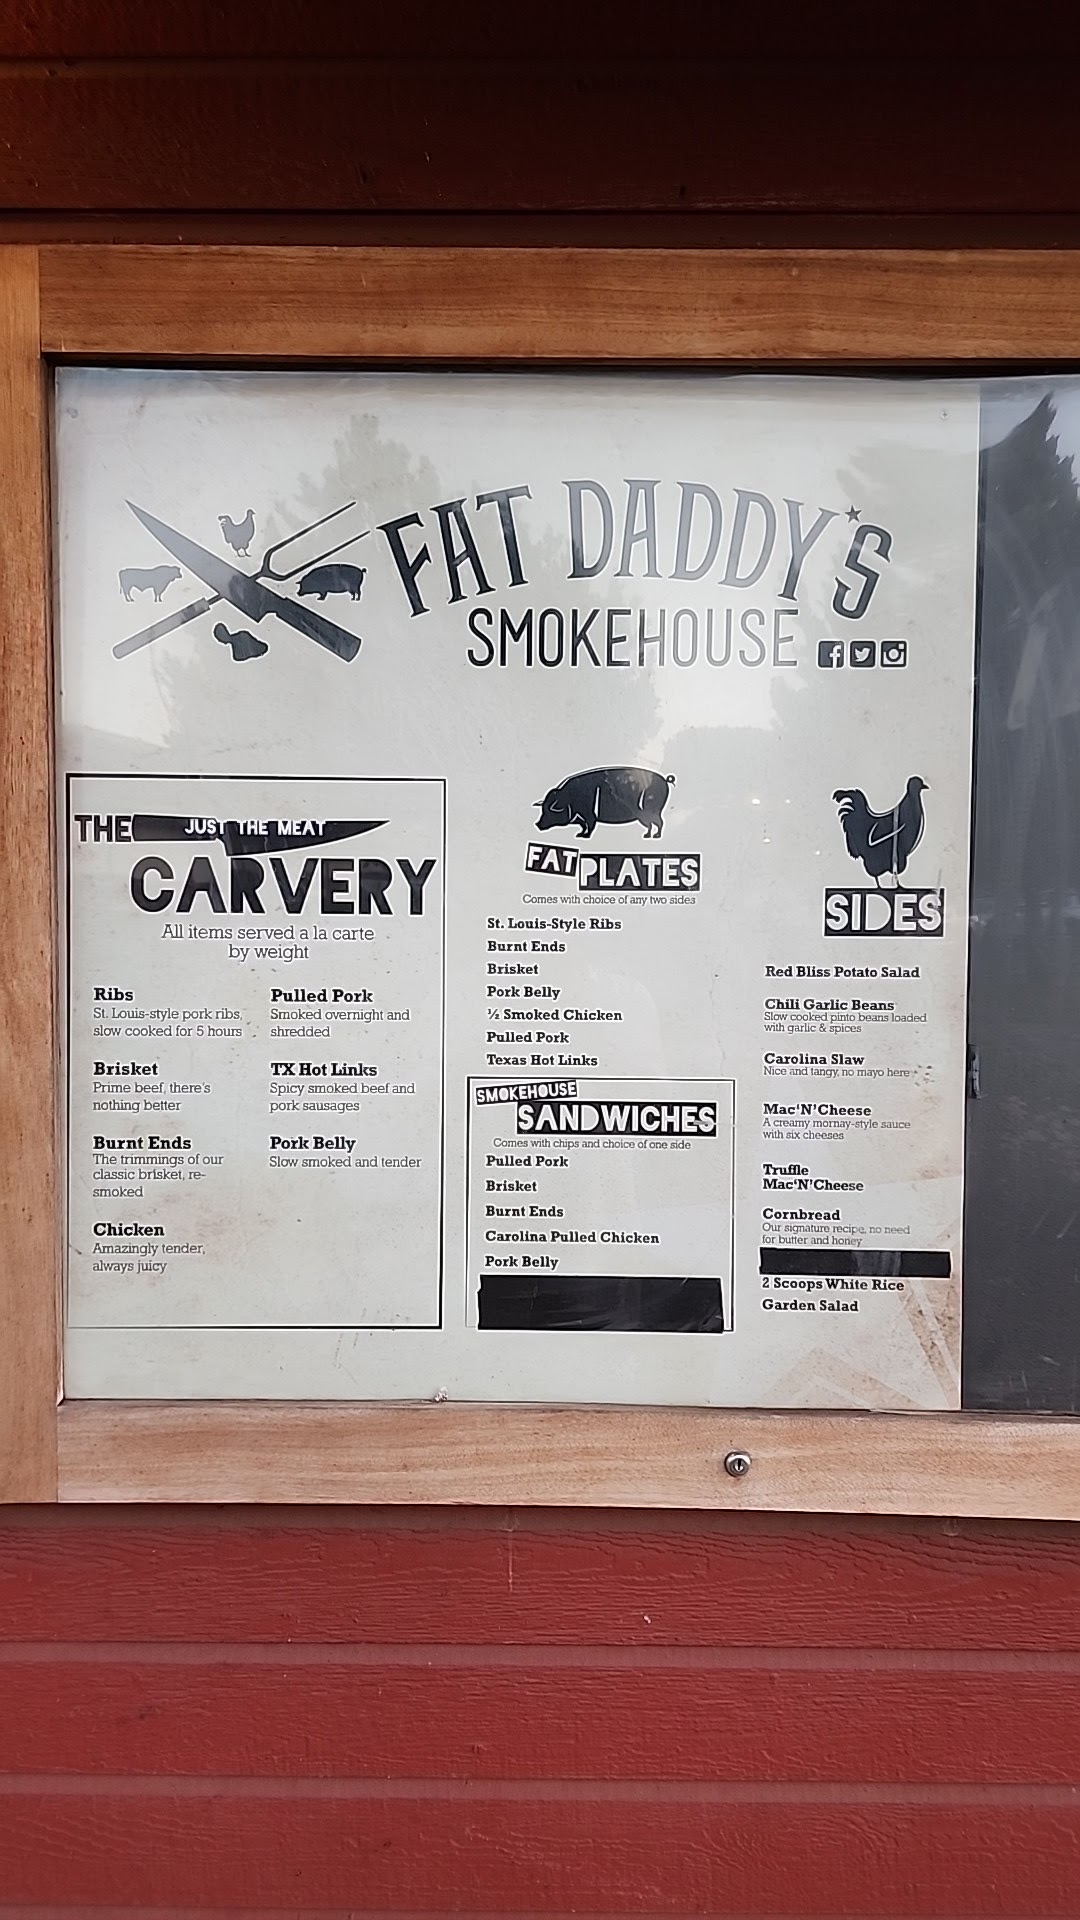 FAT DADDY'S
SMOKEHOUSE
THE JUST THE MEAT
CARVERY
All items served a la carte
by weight
Ribs
St. Louis-style pork ribs,
slow cooked for 5 hours
Brisket
Prime beef, there's
nothing better
Burnt Ends
The trimmings of our
classic brisket, re-
smoked
Chicken
Amazingly tender,
always juicy
Pulled Pork
Smoked overnight and
shredded
TX Hot Links
Spicy smoked beef and
pork sausages
Pork Belly
Slow smoked and tender
FAT PLATES
Comes with choice of any two sides
St. Louis-Style Ribs
Burnt Ends
Brisket
Pork Belly
½ Smoked Chicken
Pulled Pork
Texas Hot Links
SMOKEHOUSE
SANDWICHES
Comes with chips and choice of one side
Pulled Pork
Brisket
Burnt Ends
Carolina Pulled Chicken
Pork Belly
SIDES
Red Bliss Potato Salad
Chili Garlic Beans
Slow cooked pinto beans loaded
with garlic & spices
Carolina Slaw
Nice and tangy, no mayo here
Mac'N'Cheese
A creamy mornay-style sauce
with six cheeses
Truffle
Mac'N'Cheese
Cornbread
Our signature recipe, no need
for butter and honey
2 Scoops White Rice
Garden Salad